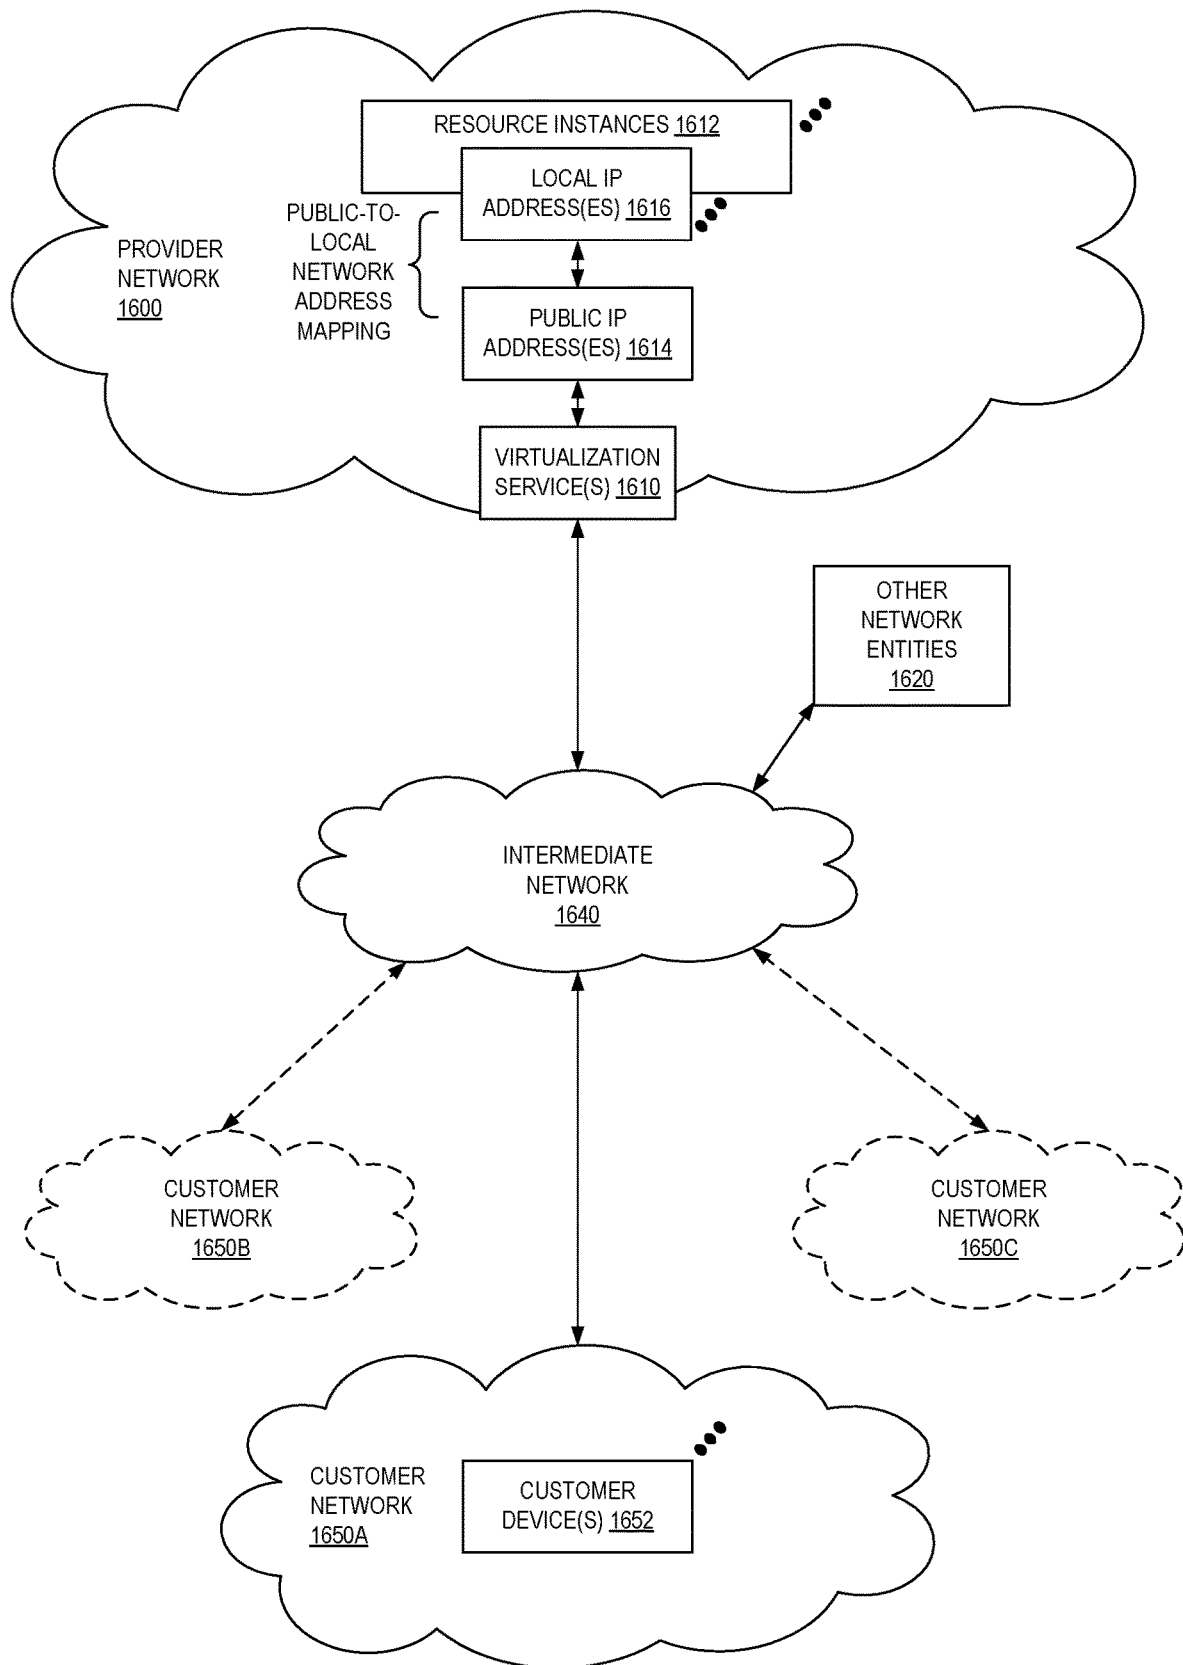 RESOURCE INSTANCES 1612
LOCAL IP
ADDRESS(ES) 1616
PUBLIC-TO-
LOCAL
NETWORK
ADDRESS
MAPPING
PROVIDER
NETWORK
1600
PUBLIC IP
ADDRESS(ES) 1614
VIRTUALIZATION
SERVICE(S) 1610
OTHER
NETWORK
ENTITIES
1620
INTERMEDIATE
NETWORK
1640
CUSTOMER
NETWORK
1650B
CUSTOMER
NETWORK
1650C
CUSTOMER
NETWORK
1650A
CUSTOMER
DEVICE(S) 1652